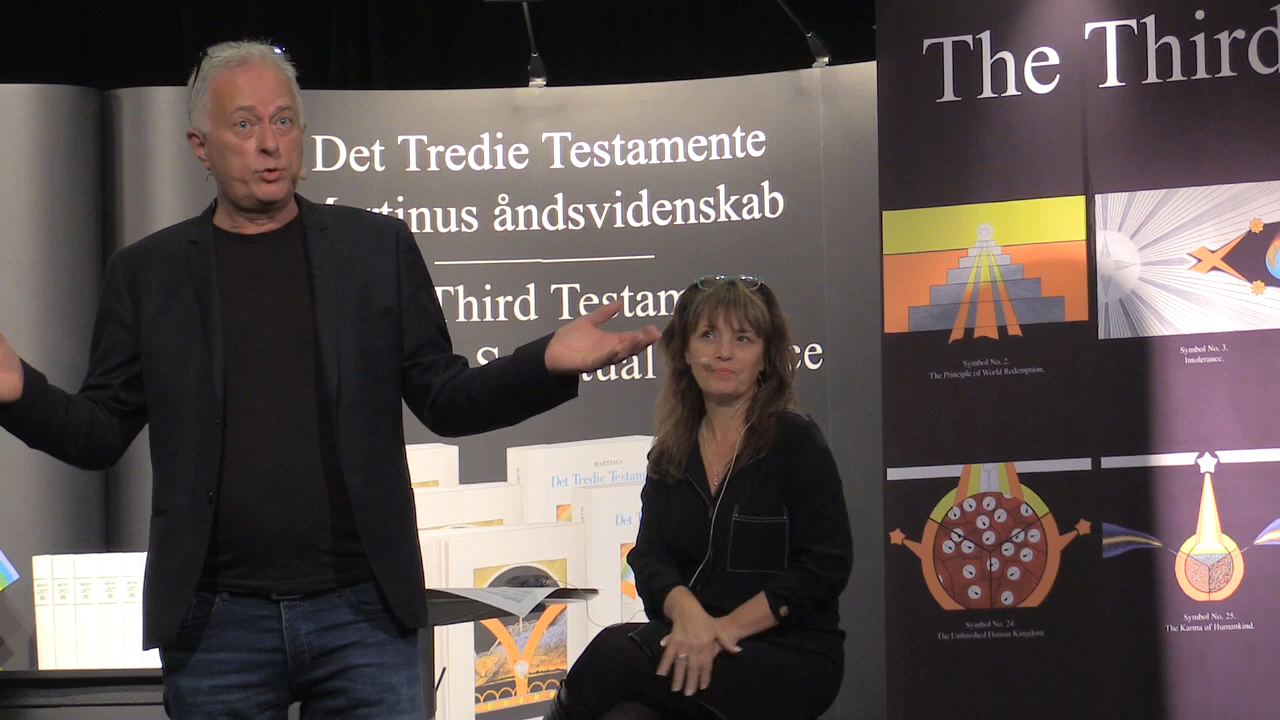 Det Tredie Testamente
Martinus åndsvidenskab
Third Testam
The Third
Symbol No. 2.
The Principle of World Redemption.
Symbol No. 3.
Intolerance.
MARTINUS
Det Tredie Testam
Det T
Symbol No. 24
The Unfinished Human Kingdom.
Symbol No. 25.
The Karma of Humankind.